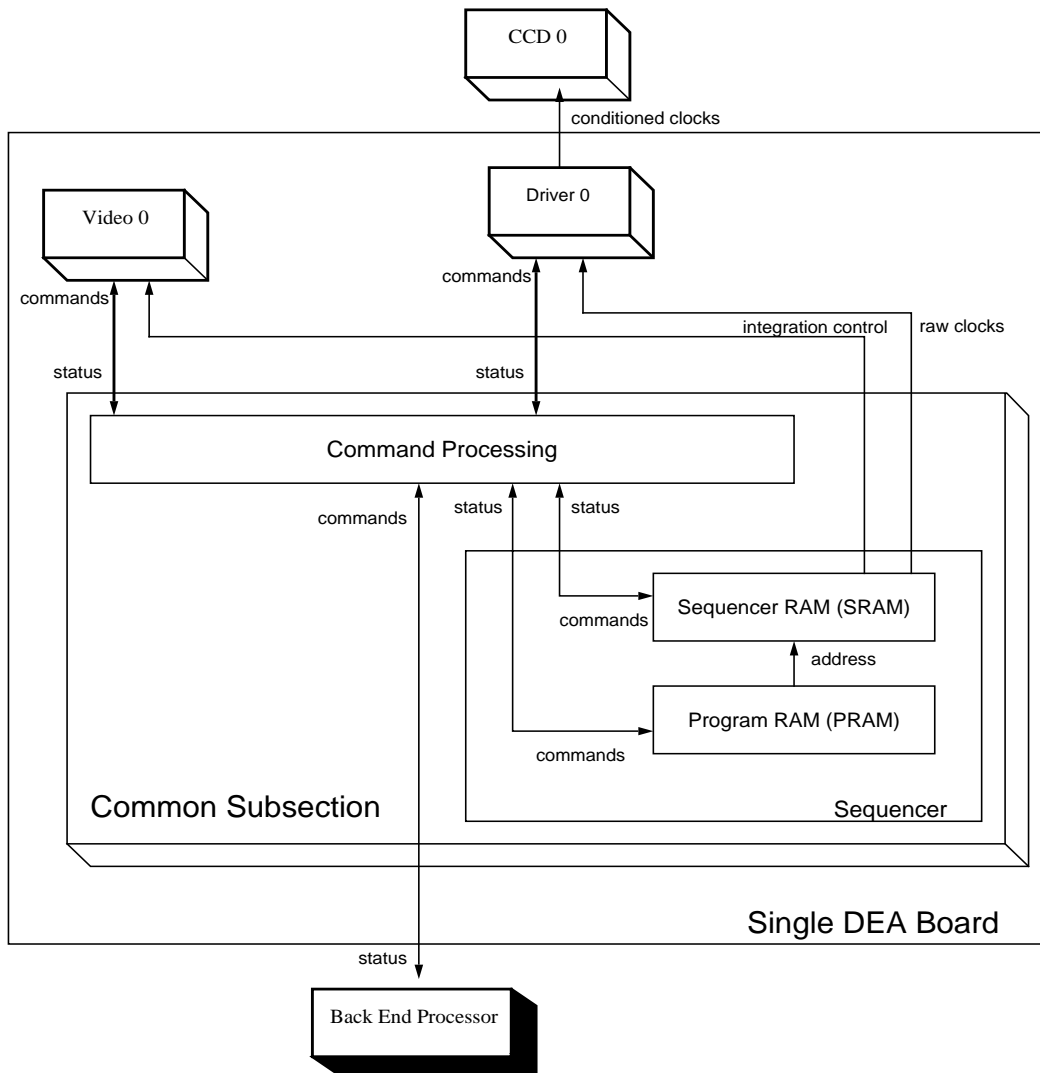 CCD 0
conditioned clocks
Driver 0
Video 0
commands
commands
integration control
raw clocks
status
status
Command Processing
commands
status
status
Sequencer RAM (SRAM)
commands
address
Program RAM (PRAM)
commands
Common Subsection
Sequencer
Single DEA Board
status
Back End Processor